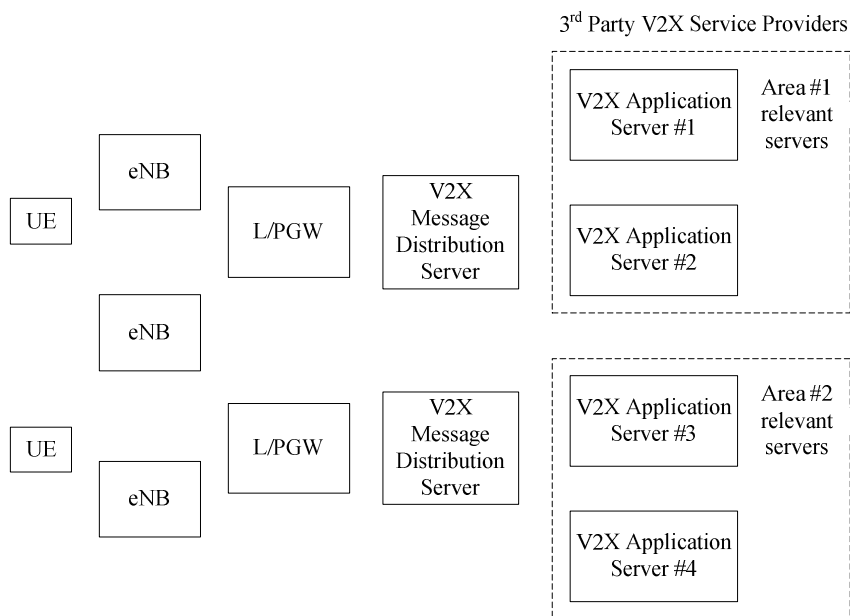 3rd Party V2X Service Providers
V2X Application
Server #1
Area #1
relevant
servers
eNB
UE
L/PGW
V2X
Message
Distribution
Server
V2X Application
Server #2
eNB
V2X Application
Server #3
Area #2
relevant
servers
UE
L/PGW
V2X
Message
Distribution
Server
eNB
V2X Application
Server #4